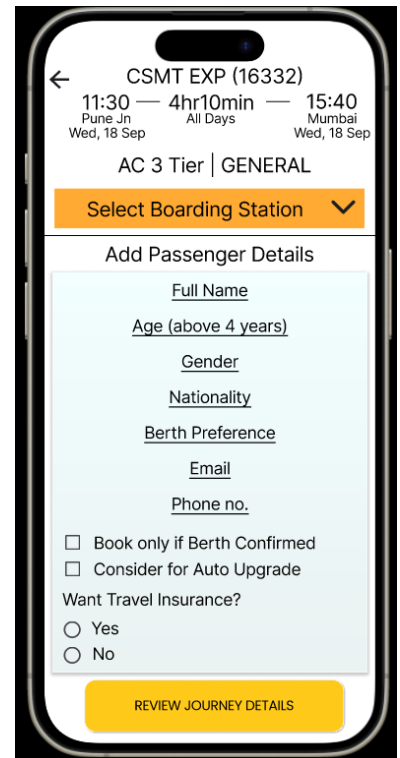 CSMT EXP (16332)
11:30 — 4hr10min — 15:40
Pune Jn All Days Mumbai
Wed, 18 Sep Wed, 18 Sep
AC 3 Tier | GENERAL
Select Boarding Station
Add Passenger Details
Full Name
Age (above 4 years)
Gender
Nationality
Berth Preference
Email
Phone no.
Book only if Berth Confirmed
Consider for Auto Upgrade
Want Travel Insurance?
Yes
No
REVIEW JOURNEY DETAILS